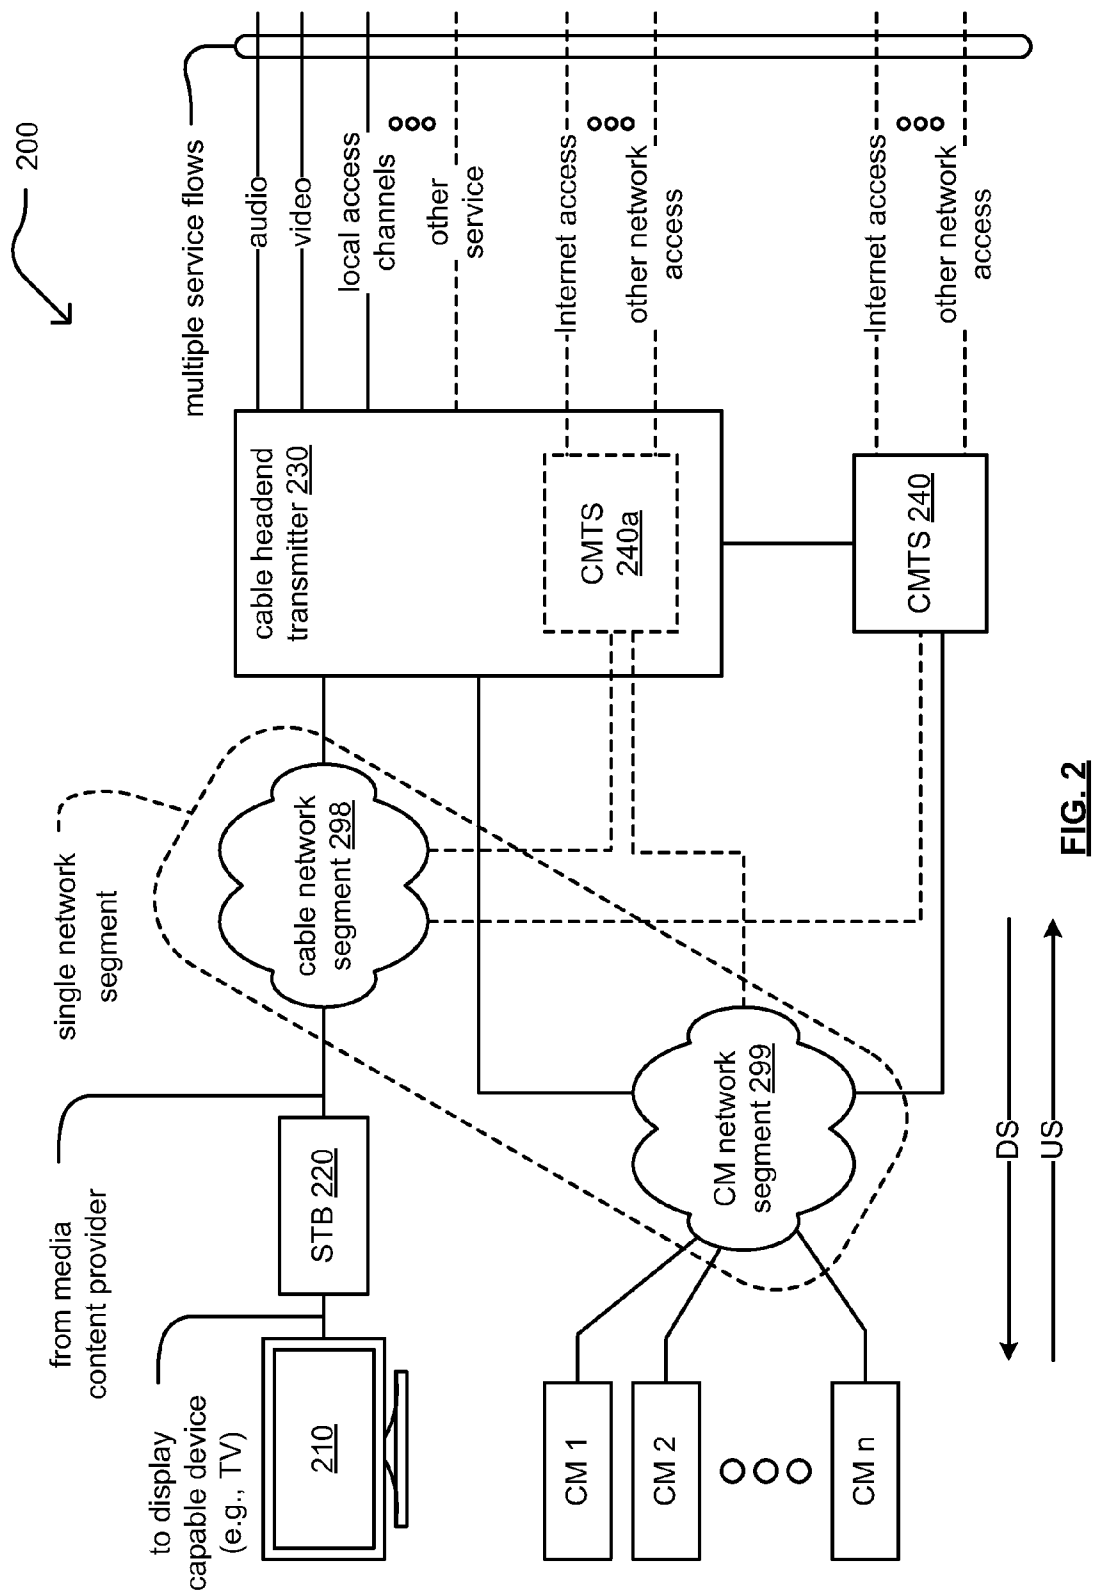 200
multiple service flows
audio
video
local access
channels
other
service
Internet access
other network
access
Internet access
other network
access
cable headend
transmitter 230
CMTS
240a
CMTS 240
single network
segment
cable network
segment 298
CM network
segment 299
from media
content provider
STB 220
to display
capable device
(e.g., TV)
210
CM 1
CM 2
CM n
DS
US
FIG. 2